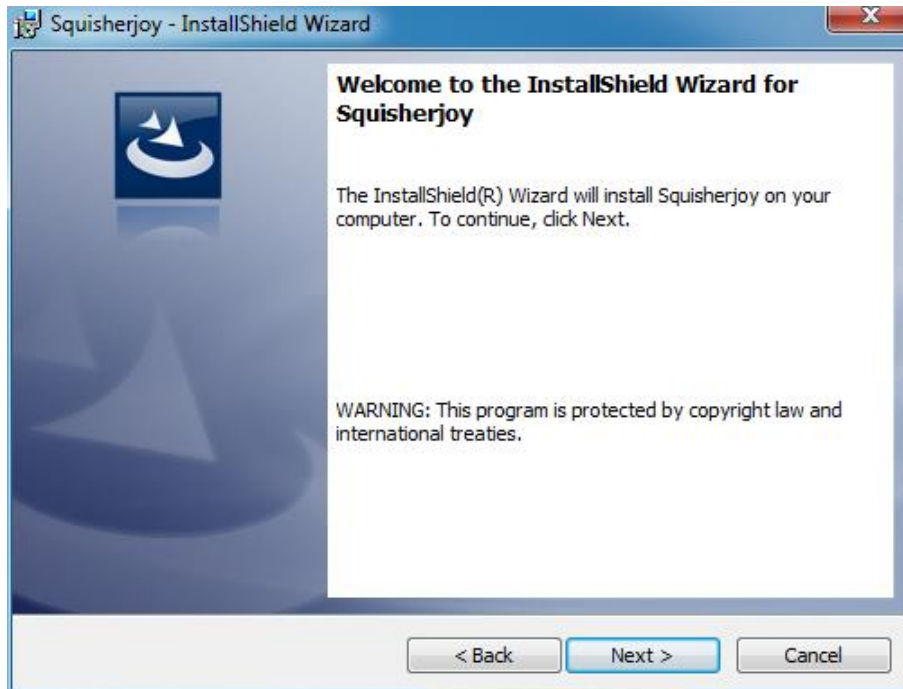 Squisherjoy - InstallShield Wizard
Welcome to the InstallShield Wizard for
Squisherjoy
The InstallShield(R) Wizard will install Squisherjoy on your
computer. To continue, click Next.
WARNING: This program is protected by copyright law and
international treaties.
< Back
Next >
Cancel